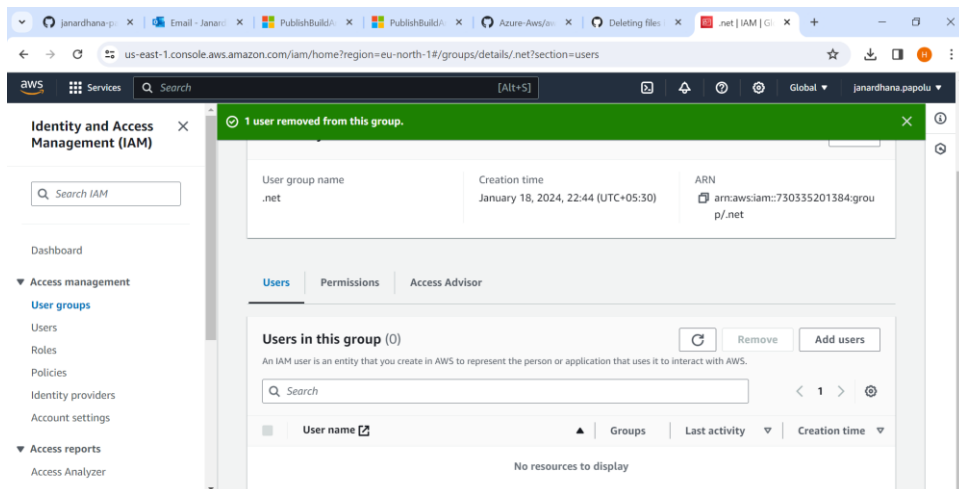 janardhana-pa
Email - Janard
PublishBuildA
PublishBuildA
Azure-Aws/aw
Deleting files i
.net | IAM | Gl
us-east-1.console.aws.amazon.com/iam/home?region=eu-north-1#/groups/details/.net?section=users
H
aws
Services
Search
[Alt+S]
Global
janardhana.papolu
Identity and Access
Management (IAM)
Search IAM
Dashboard
Access management
User groups
Users
Roles
Policies
Identity providers
Account settings
Access reports
Access Analyzer
1 user removed from this group.
User group name
.net
Creation time
January 18, 2024, 22:44 (UTC+05:30)
ARN
arn:aws:iam::730335201384:grou
p/.net
Users
Permissions
Access Advisor
Users in this group (0)
Remove
Add users
An IAM user is an entity that you create in AWS to represent the person or application that uses it to interact with AWS.
Search
1
User name
Groups
Last activity
Creation time
No resources to display